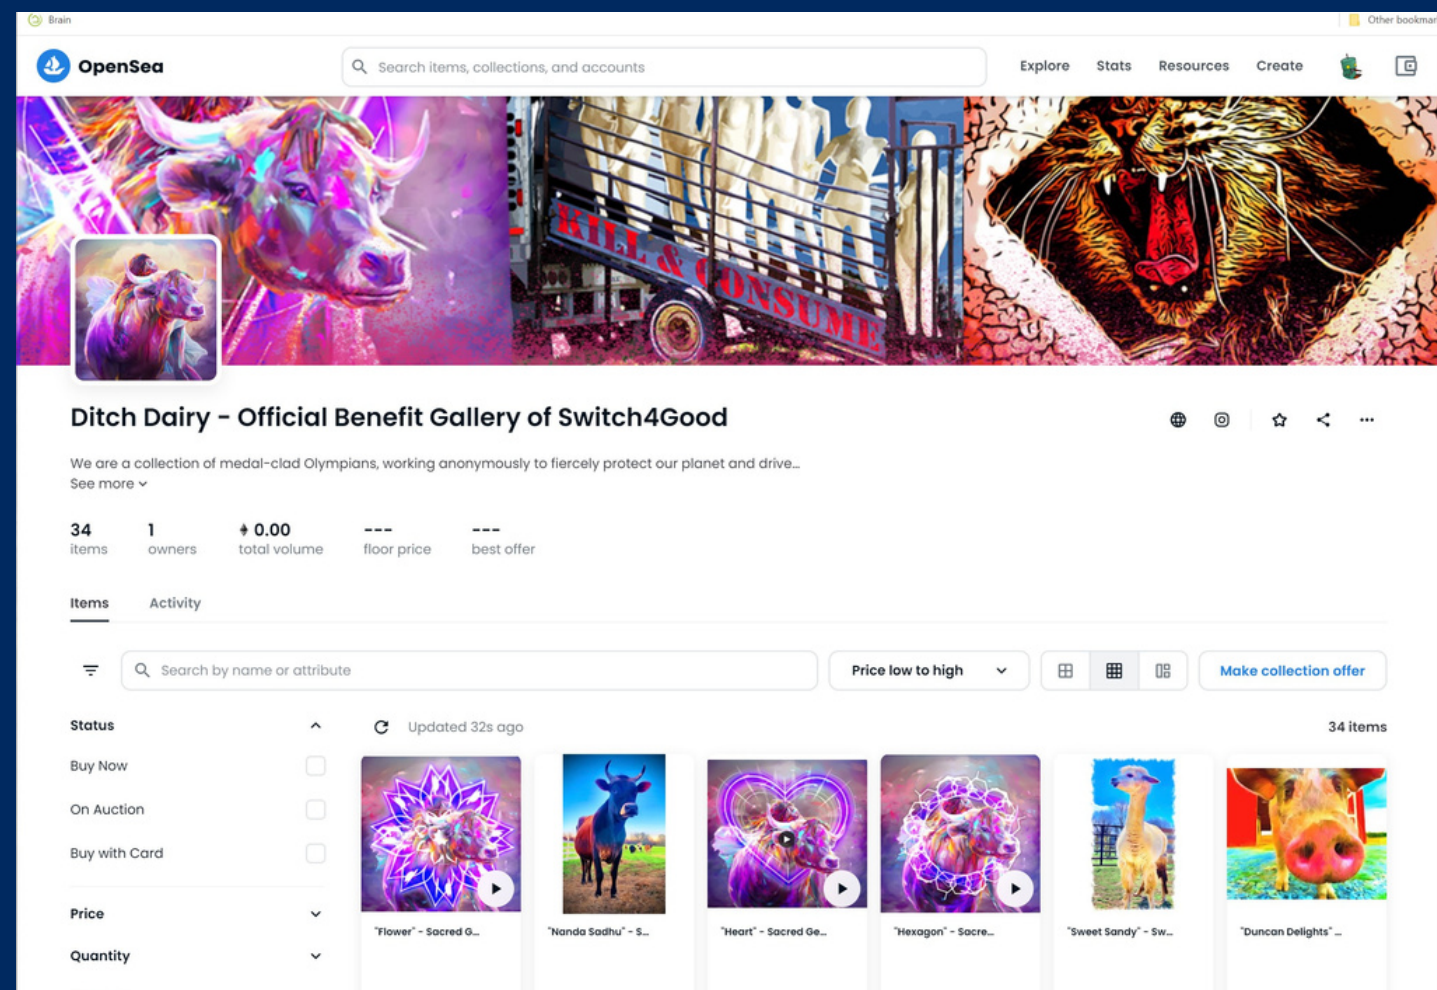 Brain
Other bookmar
OpenSea
Search items, collections, and accounts
Explore
Stats
Resources
Create
KILL & CONSUME
Ditch Dairy - Official Benefit Gallery of Switch4Good
We are a collection of medal-clad Olympians, working anonymously to fiercely protect our planet and drive...
See more
34
1
0.00
---
---
items
owners
total volume
floor price
best offer
Items
Activity
Search by name or attribute
Price low to high
Make collection offer
Status
Updated 32s ago
34 items
Buy Now
On Auction
Buy with Card
Price
Quantity
"Flower" - Sacred G...
"Nanda Sadhu" - S...
"Heart" - Sacred Ge...
"Hexagon" - Sacre...
"Sweet Sandy" - Sw...
"Duncan Delights" ...